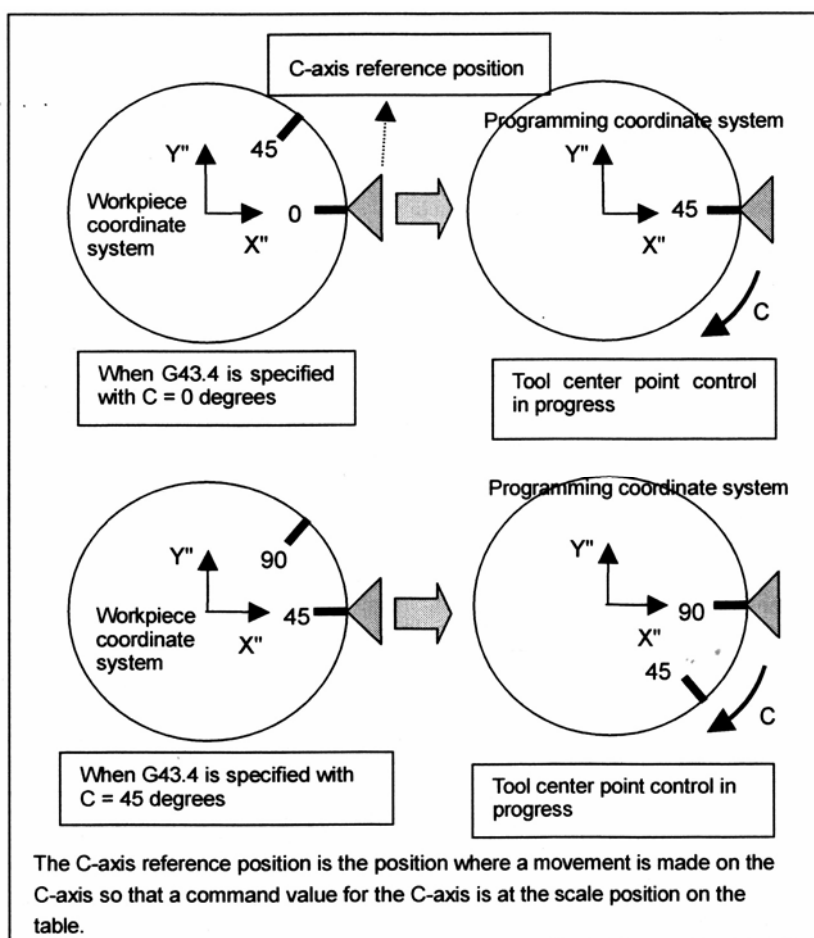 C-axis reference position
Programming coordinate system
45
Y"
Y"
Workpiece
coordinate
system
0
45
X"
X"
C
When G43.4 is specified
with C = 0 degrees
Tool center point control
in progress
Programming coordinate system
90
Y"
Y"
Workpiece
coordinate
system
45
90
X"
X"
45
C
When G43.4 is specified with
C = 45 degrees
Tool center point control in
progress
The C-axis reference position is the position where a movement is made on the
C-axis so that a command value for the C-axis is at the scale position on the
table.